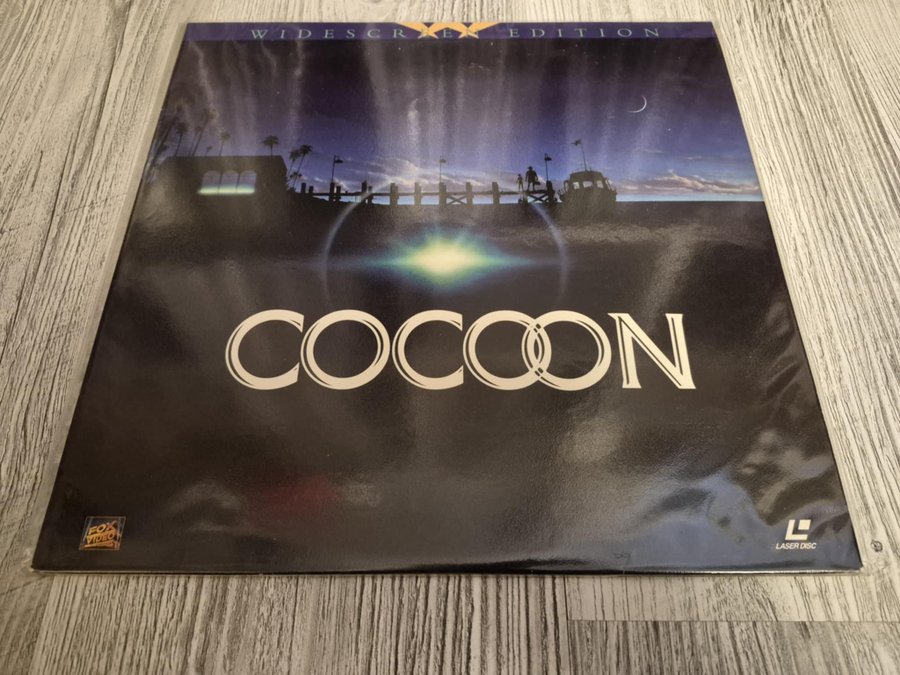 WIDESCREEN EDITION
COCOON
FOX
VIDEO
LASER DISC